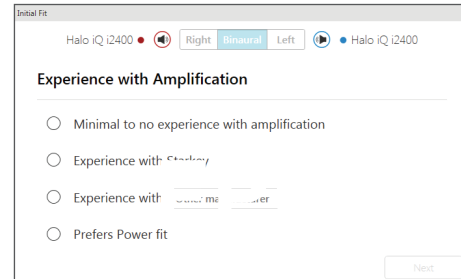 Initial Fit
Halo iQ i2400 Right Binaural Left Halo iQ i2400
Experience with Amplification
Minimal to no experience with amplification
Experience with
Experience with
Prefers Power fit
Next